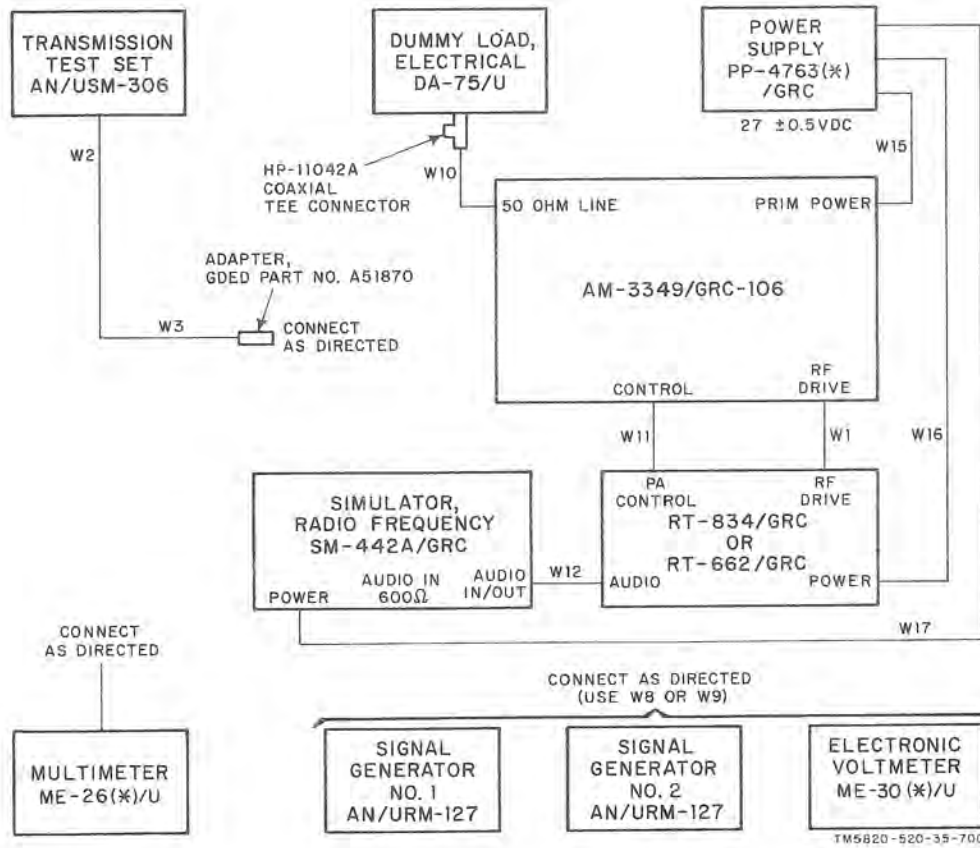 TRANSMISSION
TEST SET
AN/USM-306
DUMMY LOAD,
ELECTRICAL
DA-75/U
POWER
SUPPLY
PP-4763(*)
/GRC
27 ±0.5VDC
W2
HP-11042A
COAXIAL
TEE CONNECTOR
W10
W15
50 OHM LINE
PRIM POWER
AM-3349/GRC-106
ADAPTER,
GDED PART NO. A51870
W3
CONNECT
AS DIRECTED
CONTROL
RF
DRIVE
W11
W1
W16
SIMULATOR,
RADIO FREQUENCY
SM-442A/GRC
POWER
AUDIO IN
600Ω
AUDIO
IN/OUT
W12
PA
CONTROL
RF
DRIVE
RT-834/GRC
OR
RT-662/GRC
AUDIO
POWER
W17
CONNECT
AS DIRECTED
MULTIMETER
ME-26(*)/U
CONNECT AS DIRECTED
(USE W8 OR W9)
SIGNAL
GENERATOR
NO. 1
AN/URM-127
SIGNAL
GENERATOR
NO. 2
AN/URM-127
ELECTRONIC
VOLTMETER
ME-30(*)/U
TM5820-520-35-700